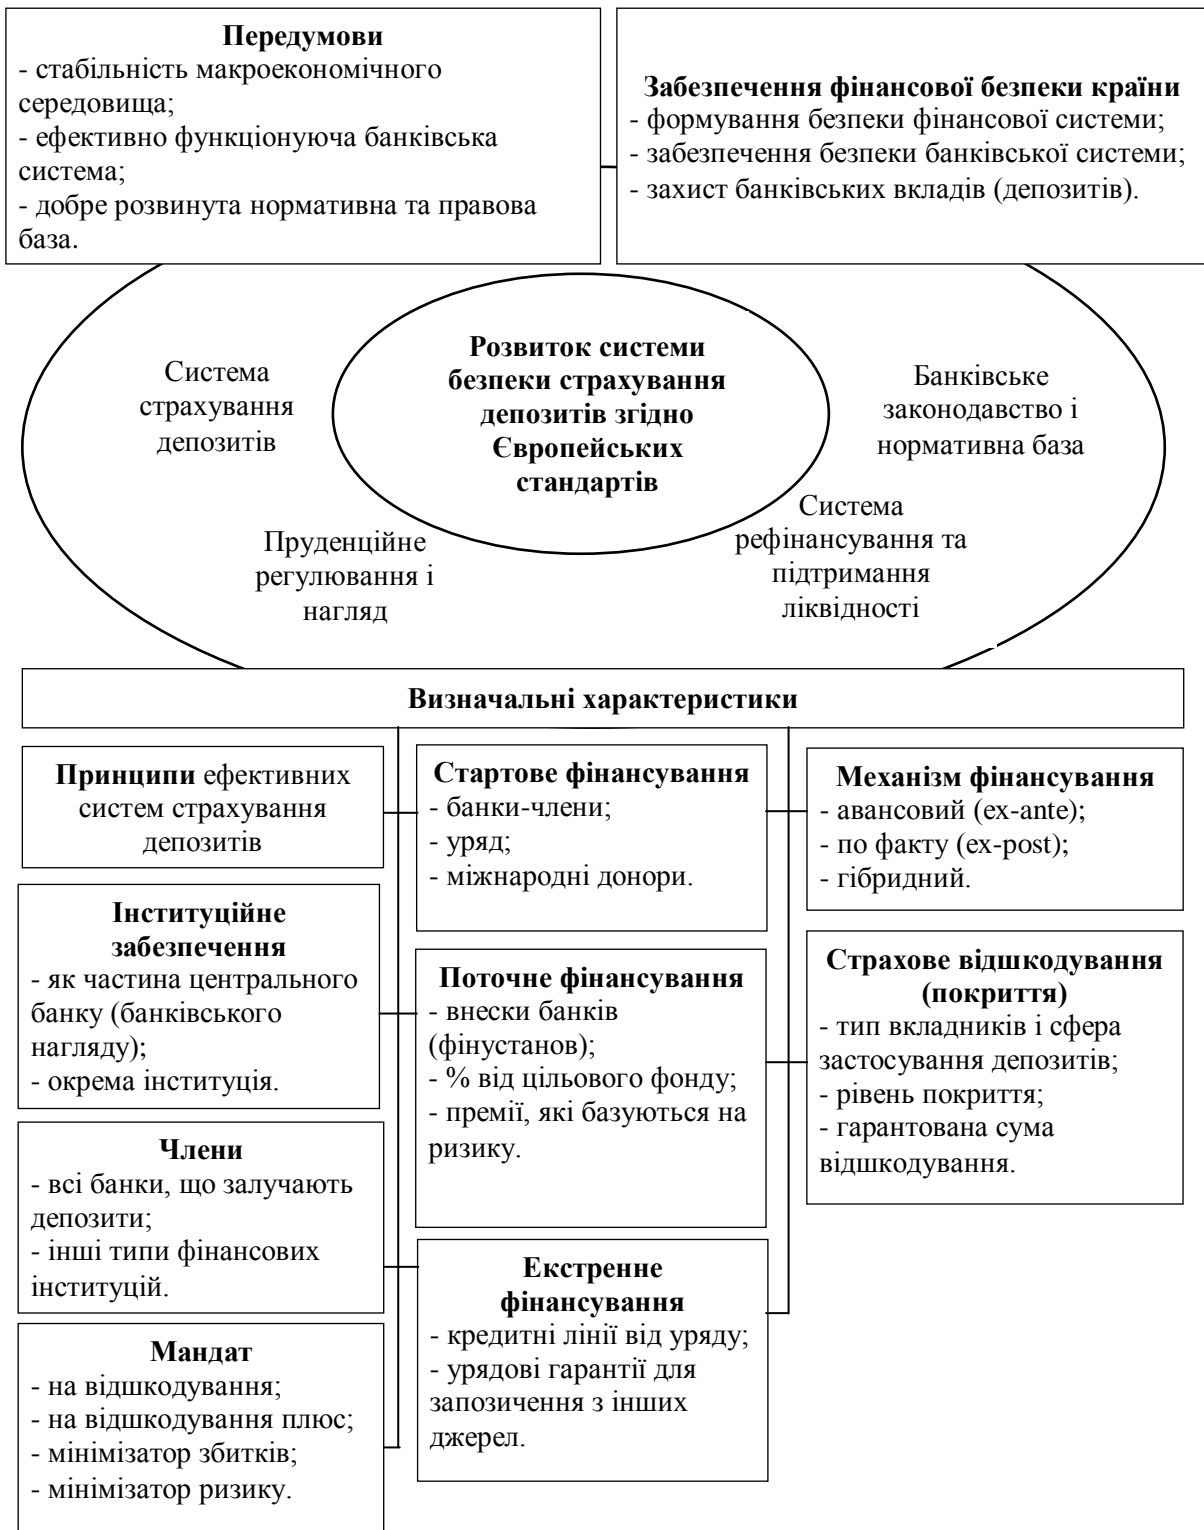 Передумови
- стабільність макроекономічного
середовища;
- ефективно функціонуюча банківська
система;
- добре розвинута нормативна та правова
база.
Забезпечення фінансової безпеки країни
- формування безпеки фінансової системи;
- забезпечення безпеки банківської системи;
- захист банківських вкладів (депозитів).
Розвиток системи
безпеки страхування
депозитів згідно
Європейських
стандартів
Система
страхування
депозитів
Банківське
законодавство і
нормативна база
Пруденційне
регулювання і
нагляд
Система
рефінансування та
підтримання
ліквідності
Визначальні характеристики
Принципи ефективних
систем страхування
депозитів
Інституційне
забезпечення
- як частина центрального
банку (банківського
нагляду);
- окрема інституція.
Члени
- всі банки, що залучають
депозити;
- інші типи фінансових
інституцій.
Мандат
- на відшкодування;
- на відшкодування плюс;
- мінімізатор збитків;
- мінімізатор ризику.
Стартове фінансування
- банки-члени;
- уряд;
- міжнародні донори.
Поточне фінансування
- внески банків
(фінустанов);
- % від цільового фонду;
- премії, які базуються на
ризику.
Екстренне
фінансування
- кредитні лінії від уряду;
- урядові гарантії для
запозичення з інших
джерел.
Механізм фінансування
- авансовий (ex-ante);
- по факту (ex-post);
- гібридний.
Страхове відшкодування
(покриття)
- тип вкладників і сфера
застосування депозитів;
- рівень покриття;
- гарантована сума
відшкодування.